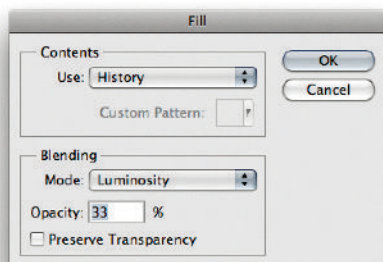 Fill
Contents
Use: History
Custom Pattern:
OK
Cancel
Blending
Mode: Luminosity
Opacity: 33 %
Preserve Transparency